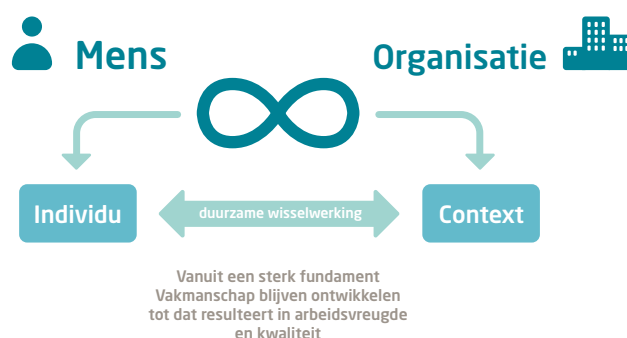 Mens
Organisatie
Individu
duurzame wisselwerking
Context
Vanuit een sterk fundament
Vakmanschap blijven ontwikkelen
tot dat resulteert in arbeidsvreugde
en kwaliteit